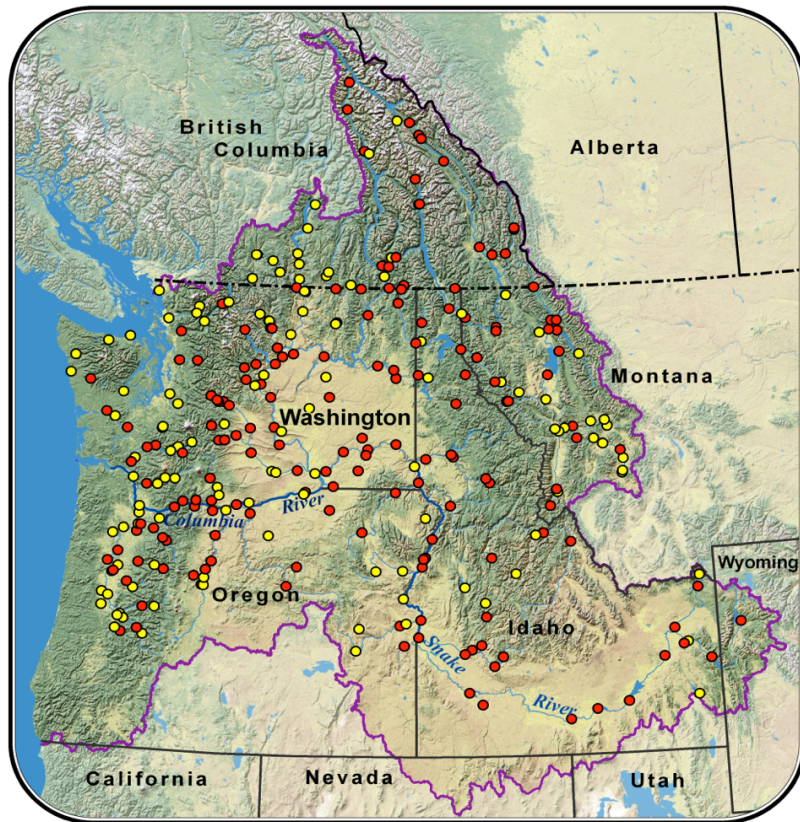 British
Columbia
Alberta
Montana
Washington
Columbia River
Wyoming
Oregon
Idaho
Snake River
California
Nevada
Utah